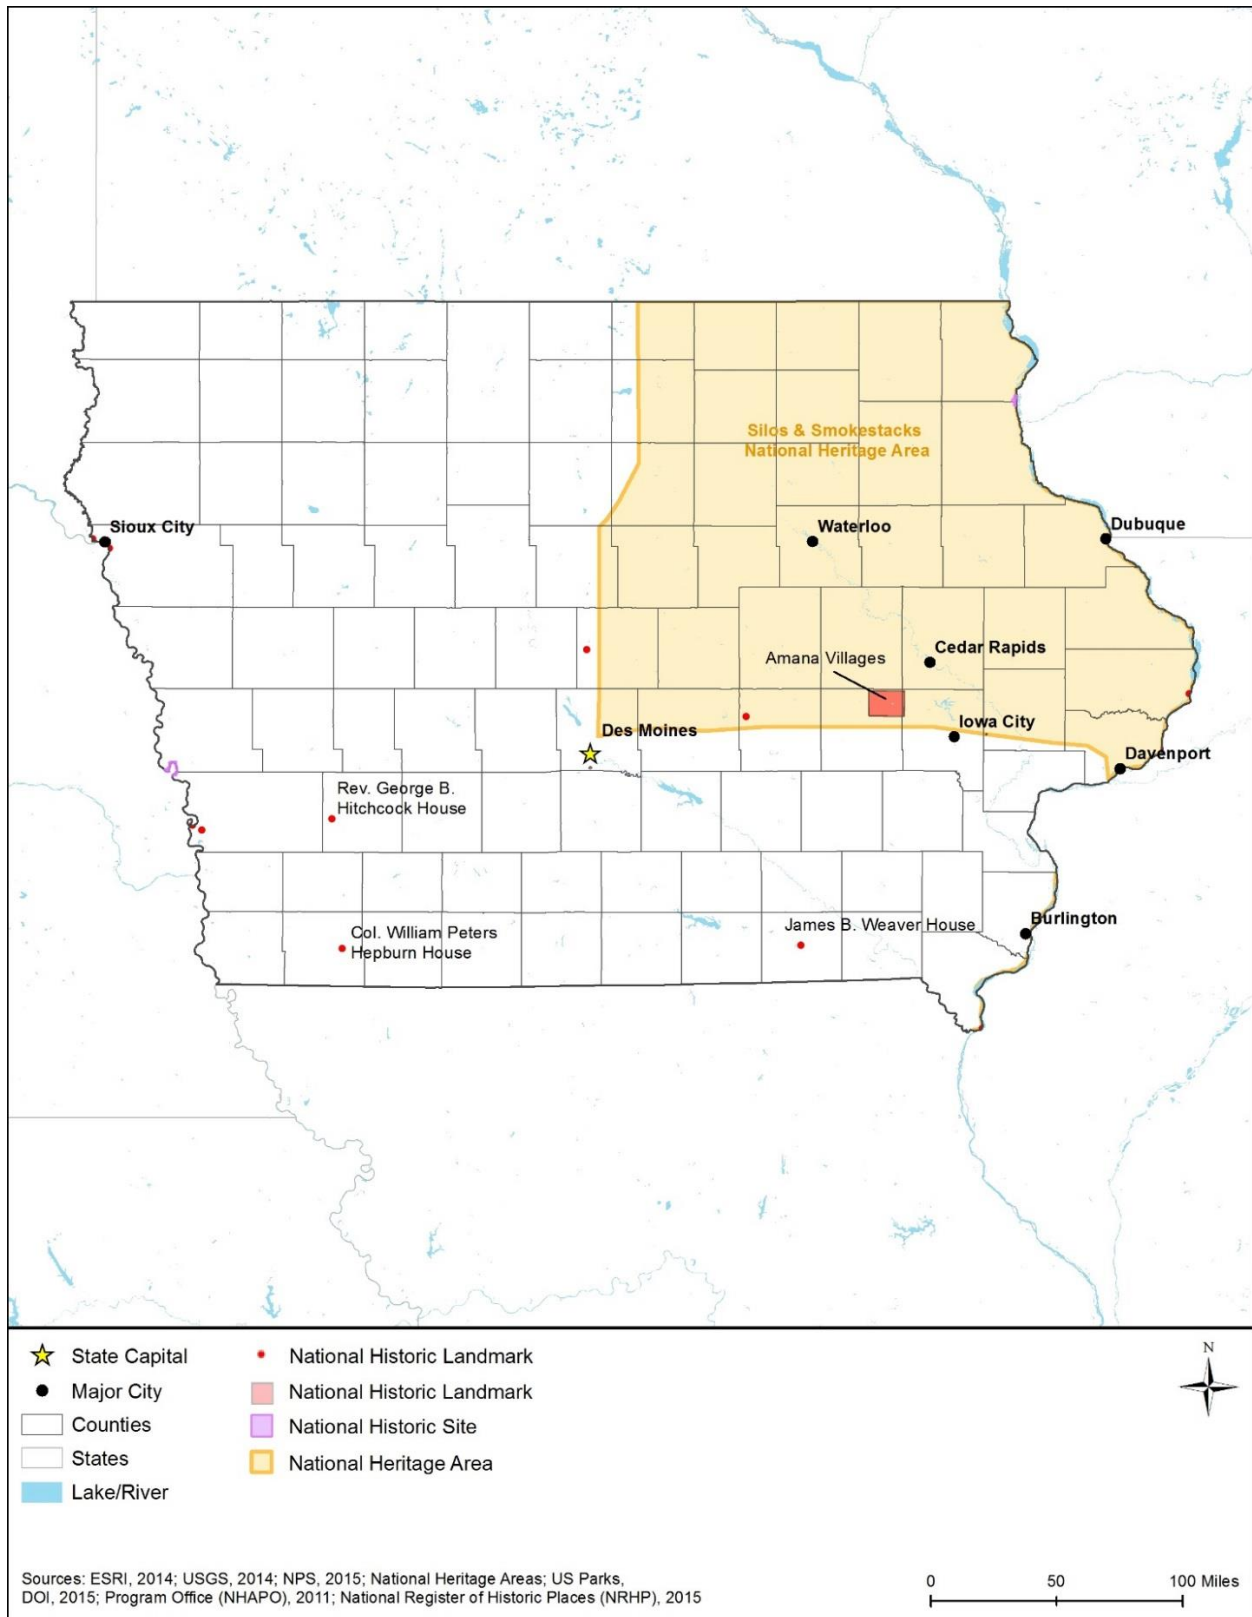 Silos & Smokestacks
National Heritage Area
Sioux City
Waterloo
Dubuque
Cedar Rapids
Amana Villages
Iowa City
Des Moines
Davenport
Rev. George B.
Hitchcock House
Col. William Peters
Hepburn House
James B. Weaver House
Burlington
State Capital
Major City
Counties
States
Lake/River
National Historic Landmark
National Historic Landmark
National Historic Site
National Heritage Area
N
Sources: ESRI, 2014; USGS, 2014; NPS, 2015; National Heritage Areas; US Parks,
DOI, 2015; Program Office (NHAPO), 2011; National Register of Historic Places (NRHP), 2015
0 50 100 Miles